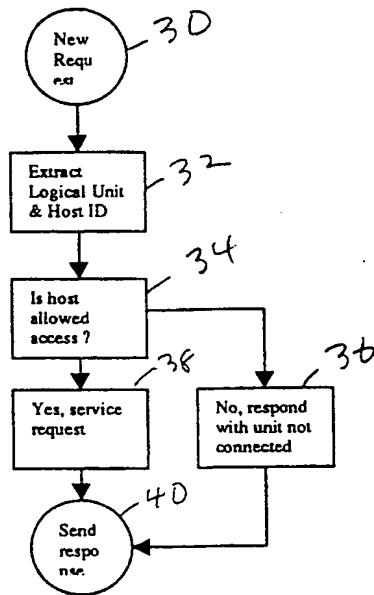 New
Requ
est
30
Extract
Logical Unit
& Host ID
32
Is host
allowed
access ?
34
Yes, service
request
38
No, respond
with unit not
connected
36
Send
respo
nse
40